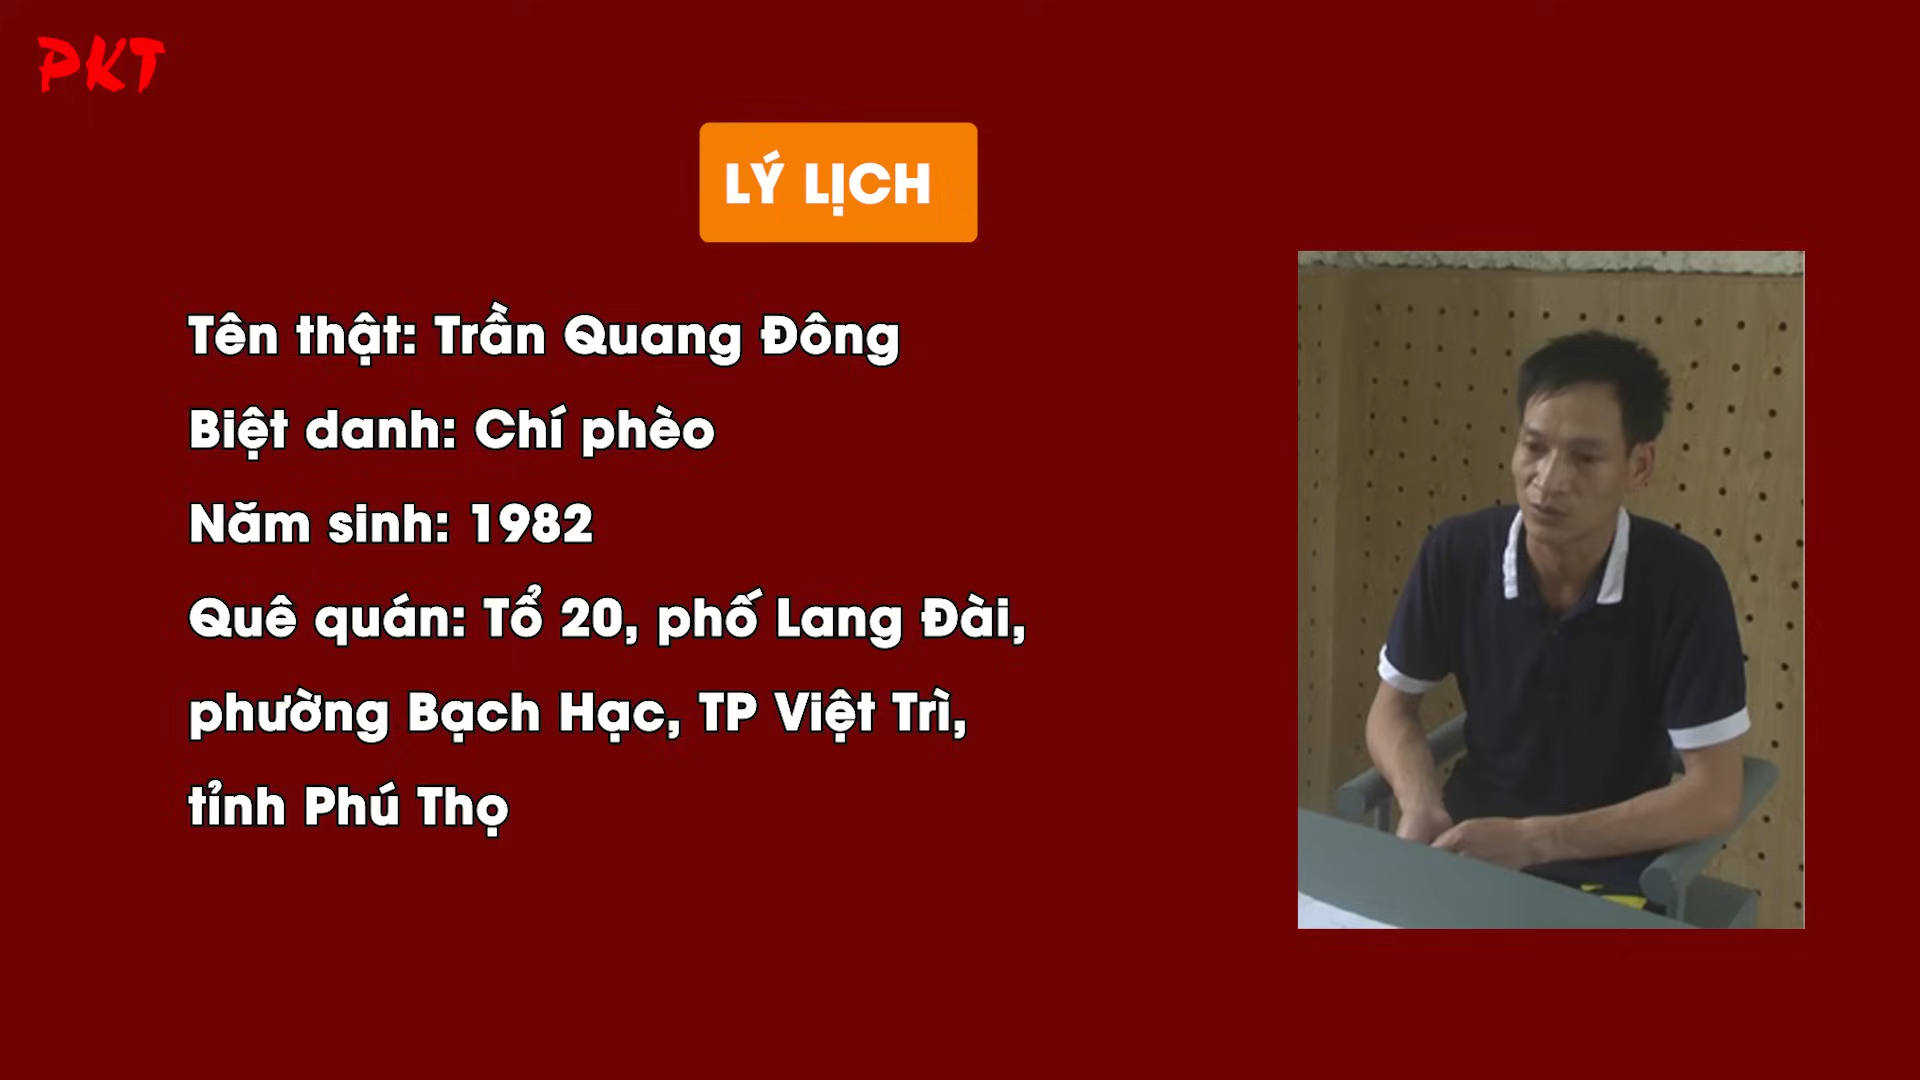 PKT
LÝ LỊCH
Tên thật: Trần Quang Đông
Biệt danh: Chí phèo
Năm sinh: 1982
Quê quán: Tổ 20, phố Lang Đài,
phường Bạch Hạc, TP Việt Trì,
tỉnh Phú Thọ